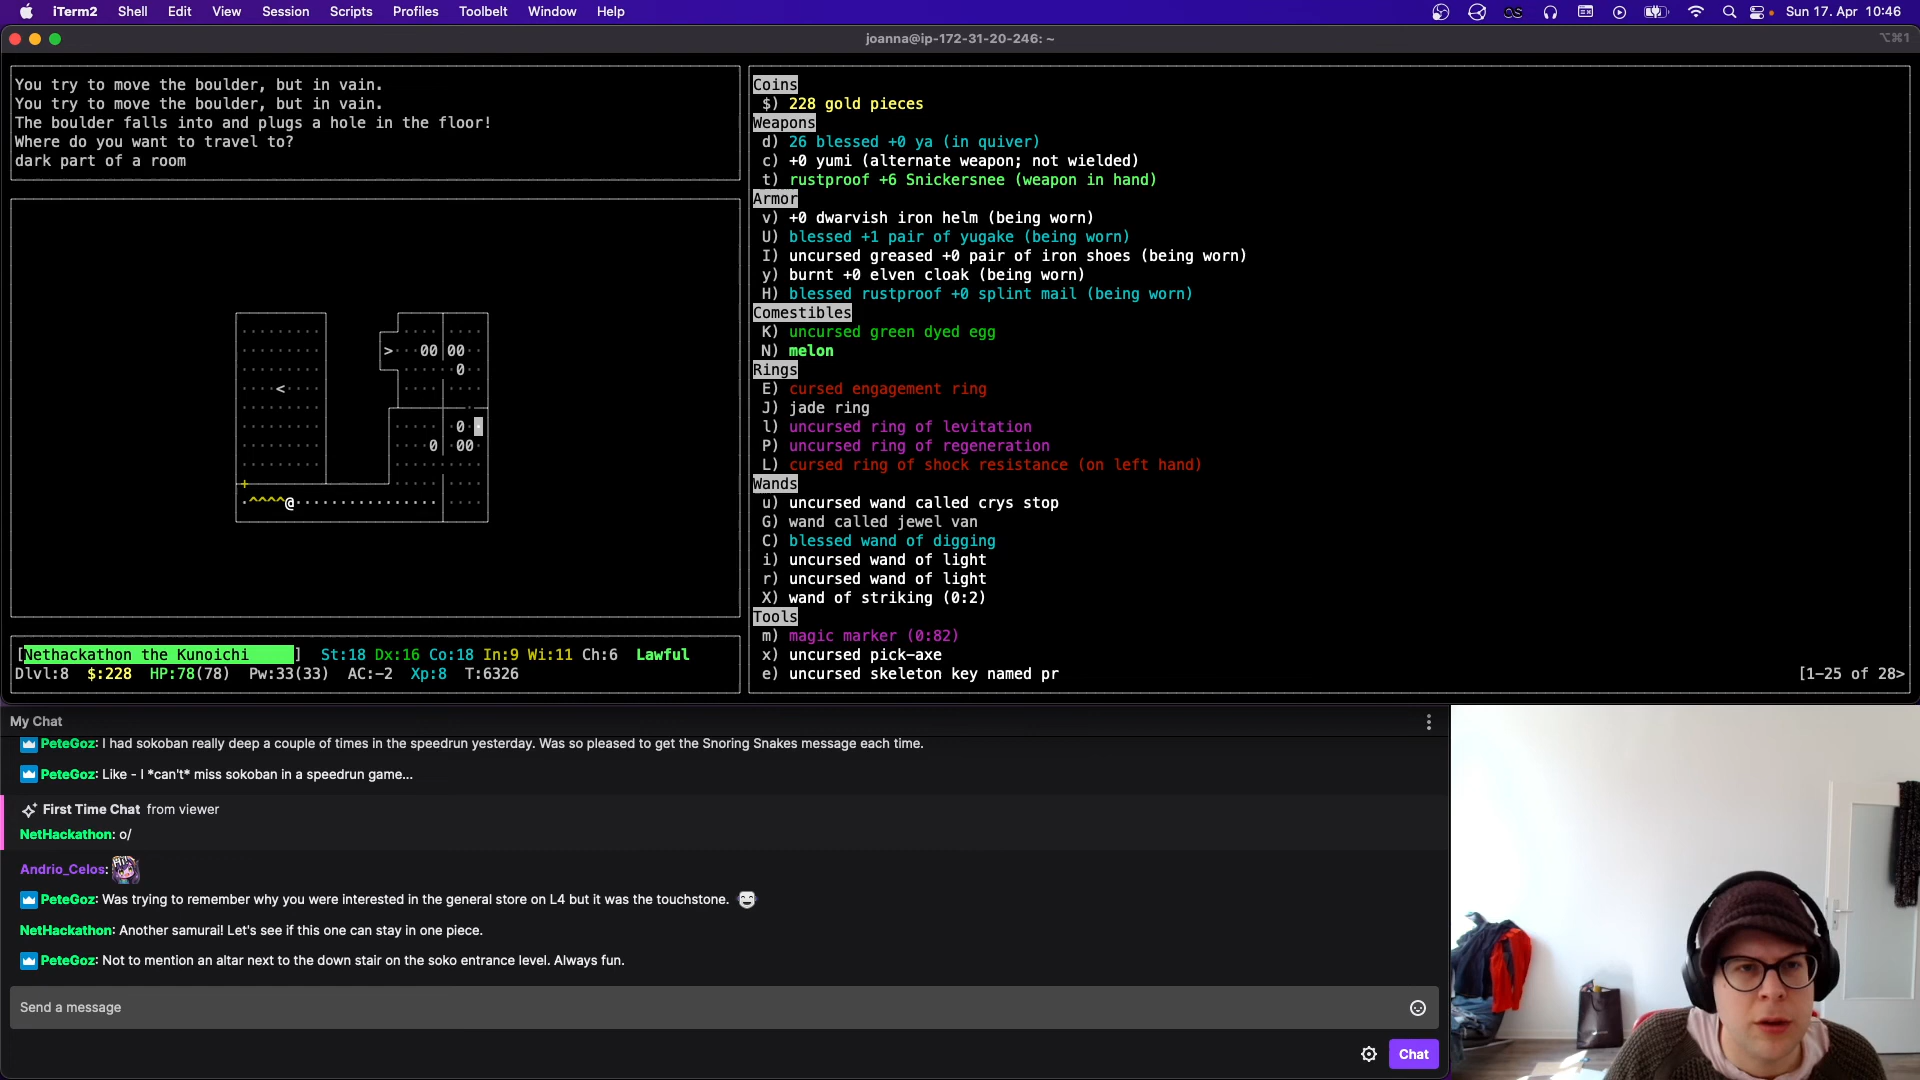 iTerm2 Shell Edit View Session Scripts Profiles Toolbelt Window Help Sun 17. Apr 10:46
joanna@ip-172-31-20-246: ~ ⌥⌘1
You try to move the boulder, but in vain.
You try to move the boulder, but in vain.
The boulder falls into and plugs a hole in the floor!
Where do you want to travel to?
dark part of a room
[Nethackathon the Kunoichi ] St:18 Dx:16 Co:18 In:9 Wi:11 Ch:6 Lawful
Dlvl:8 $:228 HP:78(78) Pw:33(33) AC:-2 Xp:8 T:6326
Coins
$) 228 gold pieces
Weapons
d) 26 blessed +0 ya (in quiver)
c) +0 yumi (alternate weapon; not wielded)
t) rustproof +6 Snickersnee (weapon in hand)
Armor
v) +0 dwarvish iron helm (being worn)
U) blessed +1 pair of yugake (being worn)
I) uncursed greased +0 pair of iron shoes (being worn)
y) burnt +0 elven cloak (being worn)
H) blessed rustproof +0 splint mail (being worn)
Comestibles
K) uncursed green dyed egg
N) melon
Rings
E) cursed engagement ring
J) jade ring
l) uncursed ring of levitation
P) uncursed ring of regeneration
L) cursed ring of shock resistance (on left hand)
Wands
u) uncursed wand called crys stop
G) wand called jewel van
C) blessed wand of digging
i) uncursed wand of light
r) uncursed wand of light
X) wand of striking (0:2)
Tools
m) magic marker (0:82)
x) uncursed pick-axe
e) uncursed skeleton key named pr [1-25 of 28>
My Chat
PeteGoz: I had sokoban really deep a couple of times in the speedrun yesterday. Was so pleased to get the Snoring Snakes message each time.
PeteGoz: Like - I *can't* miss sokoban in a speedrun game...
First Time Chat from viewer
NetHackathon: o/
Andrio_Celos:
PeteGoz: Was trying to remember why you were interested in the general store on L4 but it was the touchstone.
NetHackathon: Another samurai! Let's see if this one can stay in one piece.
PeteGoz: Not to mention an altar next to the down stair on the soko entrance level. Always fun.
Send a message
Chat